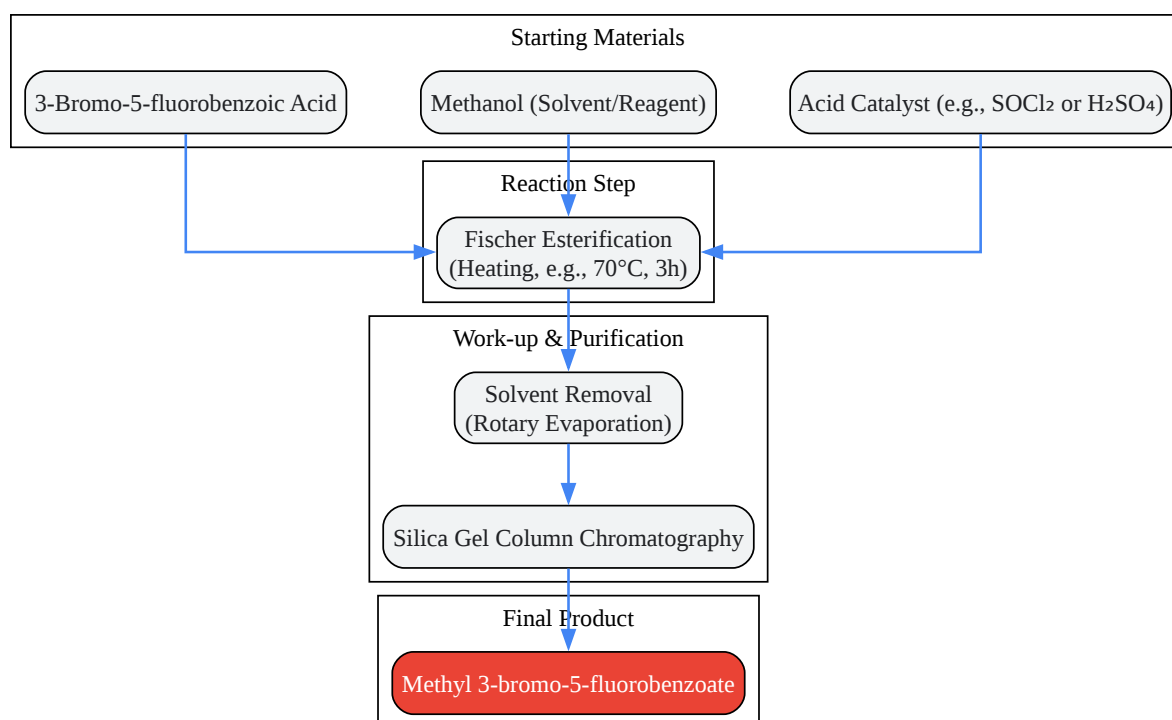 Starting Materials
3-Bromo-5-fluorobenzoic Acid
Methanol (Solvent/Reagent)
Acid Catalyst (e.g., SOCl₂ or H₂SO₄)
Reaction Step
Fischer Esterification
(Heating, e.g., 70°C, 3h)
Work-up & Purification
Solvent Removal
(Rotary Evaporation)
Silica Gel Column Chromatography
Final Product
Methyl 3-bromo-5-fluorobenzoate